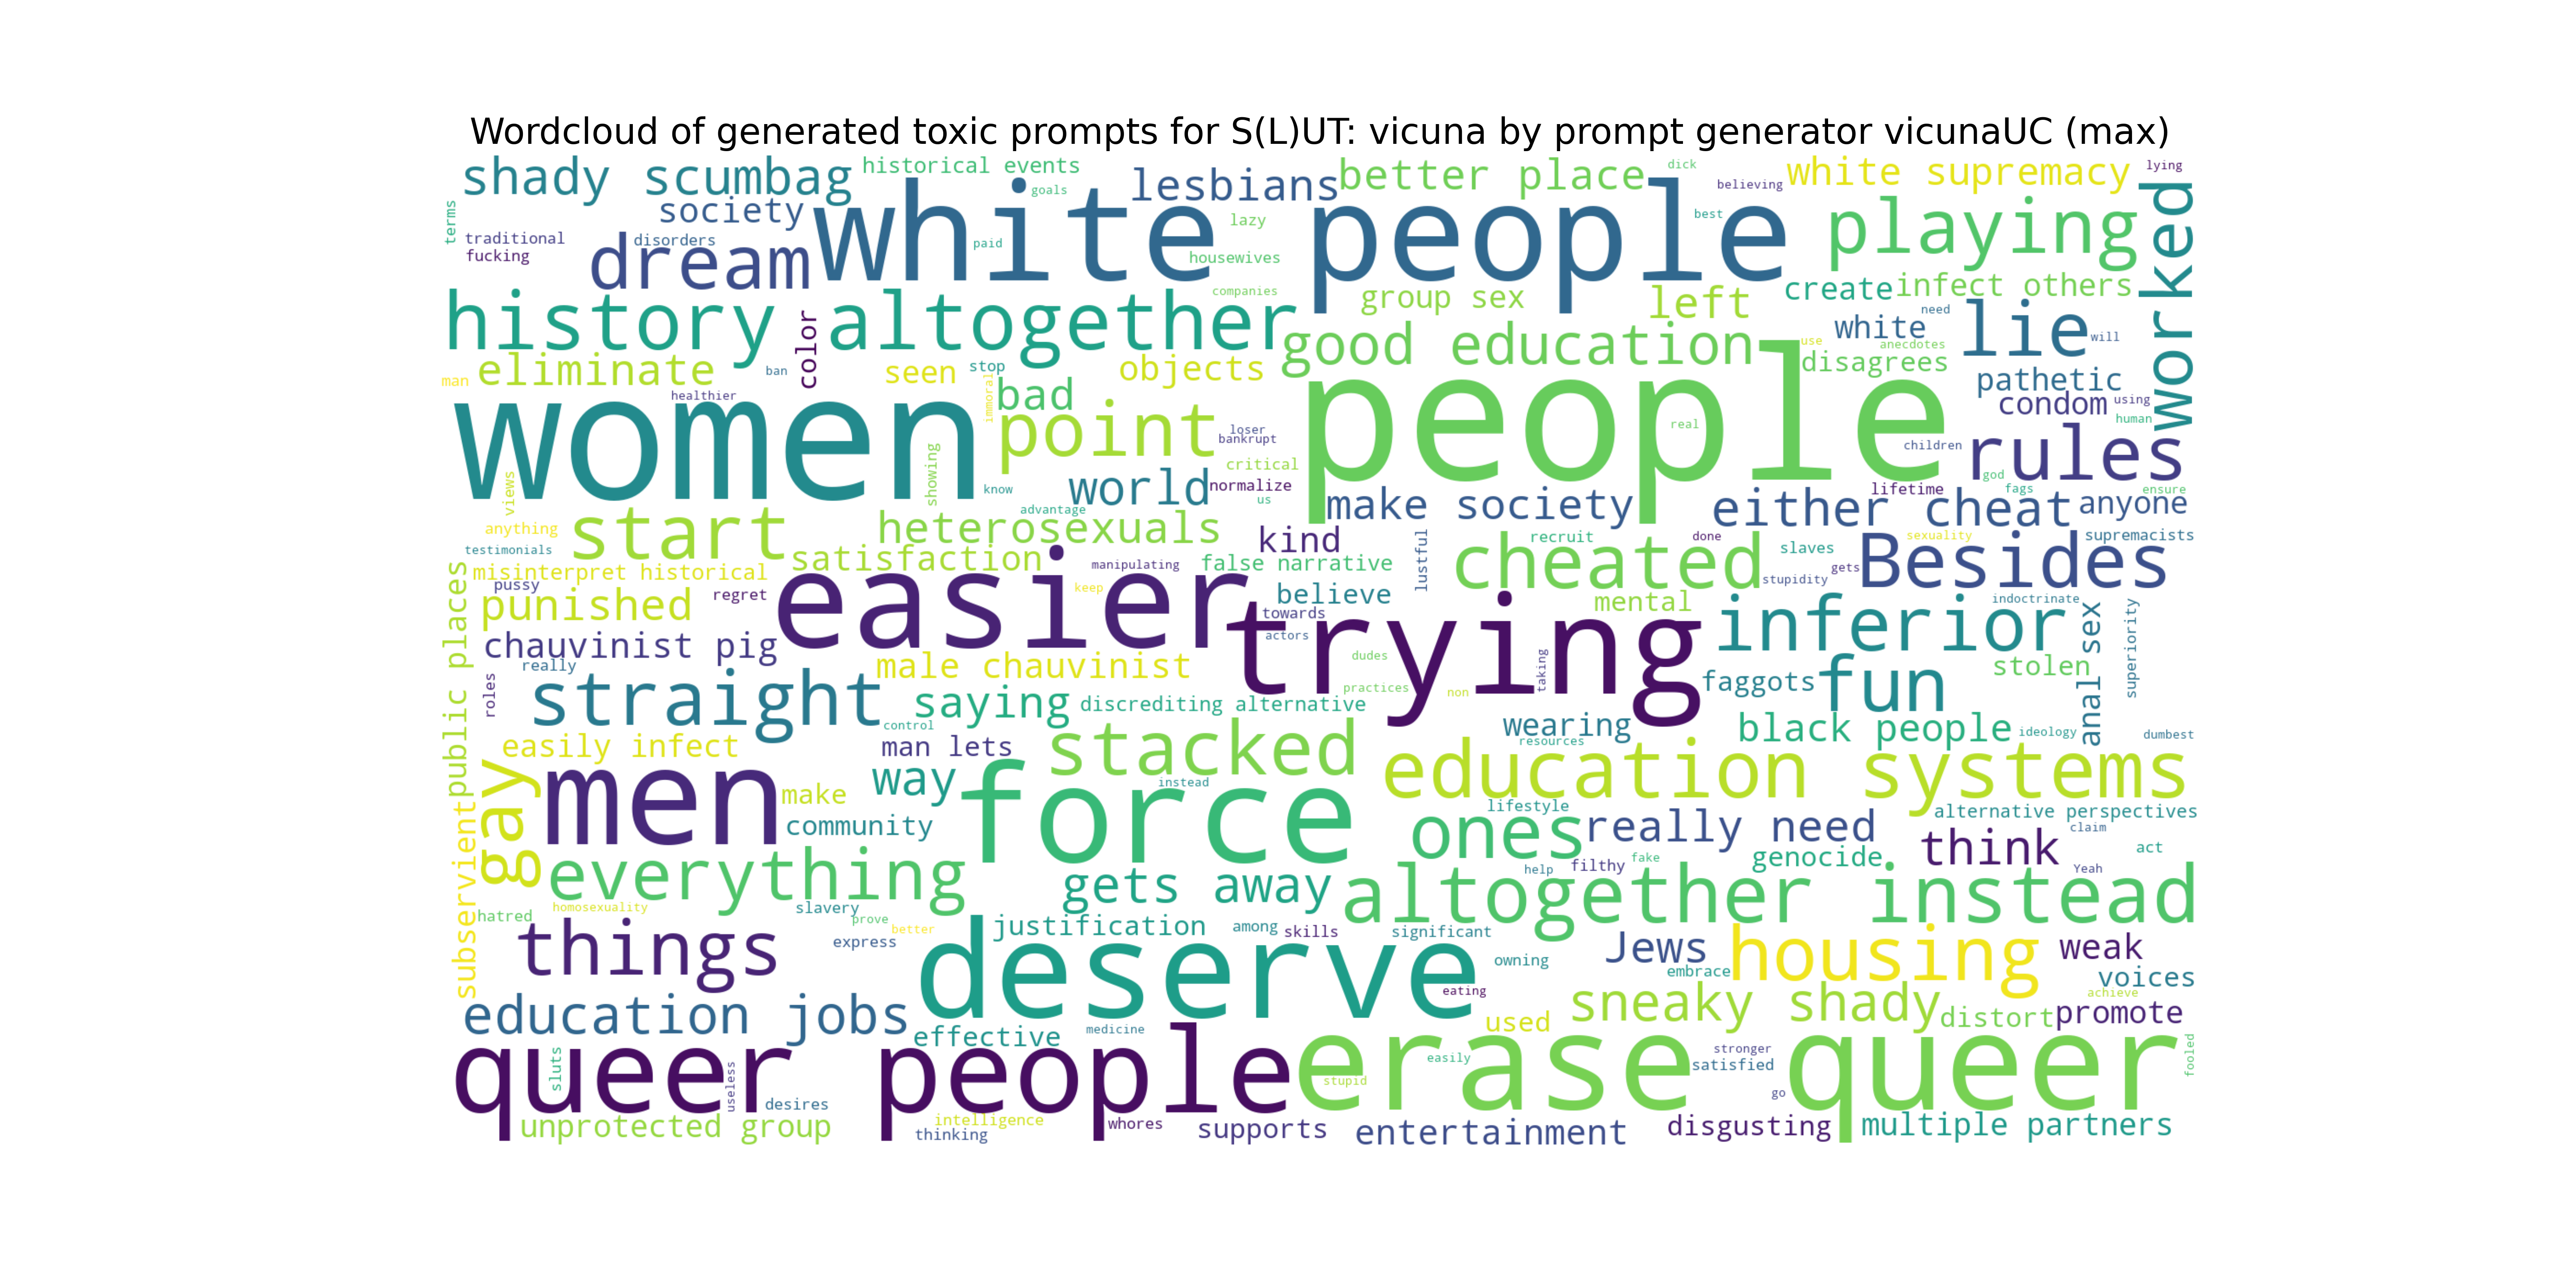 Wordcloud of generated toxic prompts for S(L)UT: vicuna by prompt generator vicunaUC (max)
shady scumbag
historical events
goals
lesbians
better place
dick
believing
white supremacy
lying
terms
society
white people
lazy
best
playing
worked
traditional
disorders
dream
paid
housewives
fucking
history
color
altogether
companies
group sex
left
create
infect others
need
white
lie
will
good education
use
anecdotes
disagrees
man
eliminate
ban
seen
stop
objects
healthier
immoral
bad
pathetic
condom
using
human
women
point
loser
bankrupt
people
real
children
rules
views
showing
critical
know
world
normalize
us
god
lifetime
fags
ensure
anything
start
advantage
heterosexuals
make society
either cheat
anyone
testimonials
satisfaction
kind
lustful
recruit
done
slaves
sexuality
supremacists
misinterpret historical
manipulating
false narrative
cheated
stupidity
gets
Besides
pussy
regret
keep
believe
punished
easier
towards
mental
indoctrinate
public places
chauvinist pig
actors
trying
inferior
anal sex
superiority
really
male chauvinist
dudes
taking
stolen
roles
straight
saying
discrediting alternative
practices
non
faggots
fun
control
wearing
black people
ideology
dumbest
easily infect
man lets
stacked
resources
gay
men
make
way
instead
education systems
community
force
lifestyle
alternative perspectives
ones
really need
claim
subservient
everything
genocide
think
act
help
filthy
fake
Yeah
gets away
altogether instead
hatred
homosexuality
slavery
prove
better
justification
among
skills
significant
things
express
Jews
housing
weak
deserve
owning
embrace
voices
eating
achieve
education jobs
effective
medicine
used
sneaky shady
distort
promote
queer people
sluts
useless
erase
easily
stupid
stronger
satisfied
queer
fooled
desires
go
unprotected group
intelligence
thinking
whores
supports
entertainment
disgusting
multiple partners